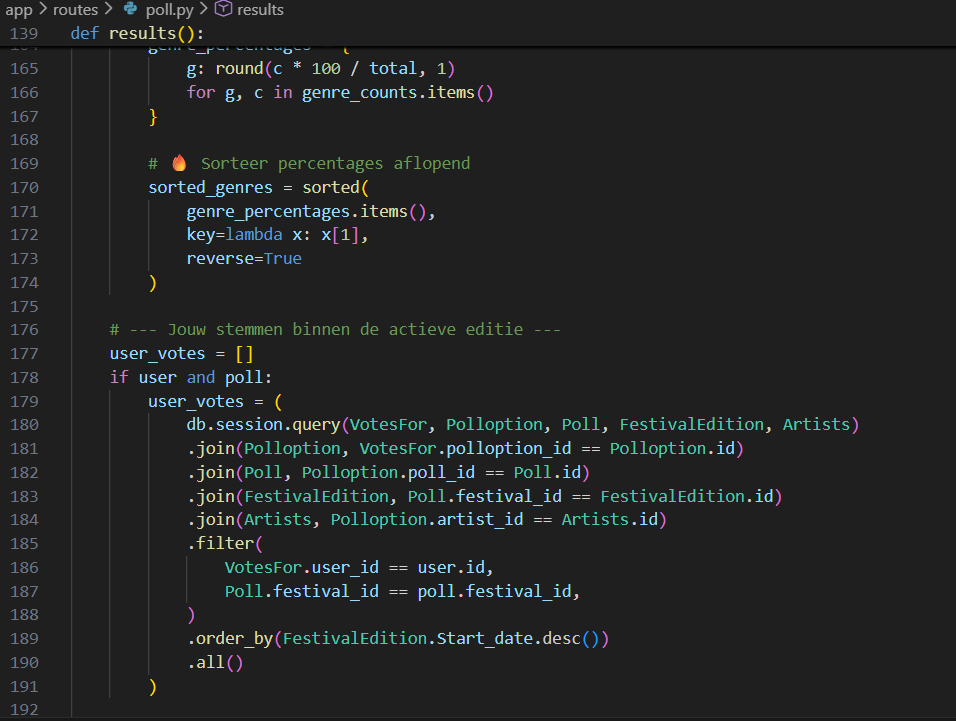 app > routes > poll.py > results
139 def results():
164 genre_percentages = {
165 g: round(c * 100 / total, 1)
166 for g, c in genre_counts.items()
167 }
168
169 # 🔥 Sorteer percentages aflopend
170 sorted_genres = sorted(
171 genre_percentages.items(),
172 key=lambda x: x[1],
173 reverse=True
174 )
175
176 # --- Jouw stemmen binnen de actieve editie ---
177 user_votes = []
178 if user and poll:
179 user_votes = (
180 db.session.query(VotesFor, Polloption, Poll, FestivalEdition, Artists)
181 .join(Polloption, VotesFor.polloption_id == Polloption.id)
182 .join(Poll, Polloption.poll_id == Poll.id)
183 .join(FestivalEdition, Poll.festival_id == FestivalEdition.id)
184 .join(Artists, Polloption.artist_id == Artists.id)
185 .filter(
186 VotesFor.user_id == user.id,
187 Poll.festival_id == poll.festival_id,
188 )
189 .order_by(FestivalEdition.Start_date.desc())
190 .all()
191 )
192